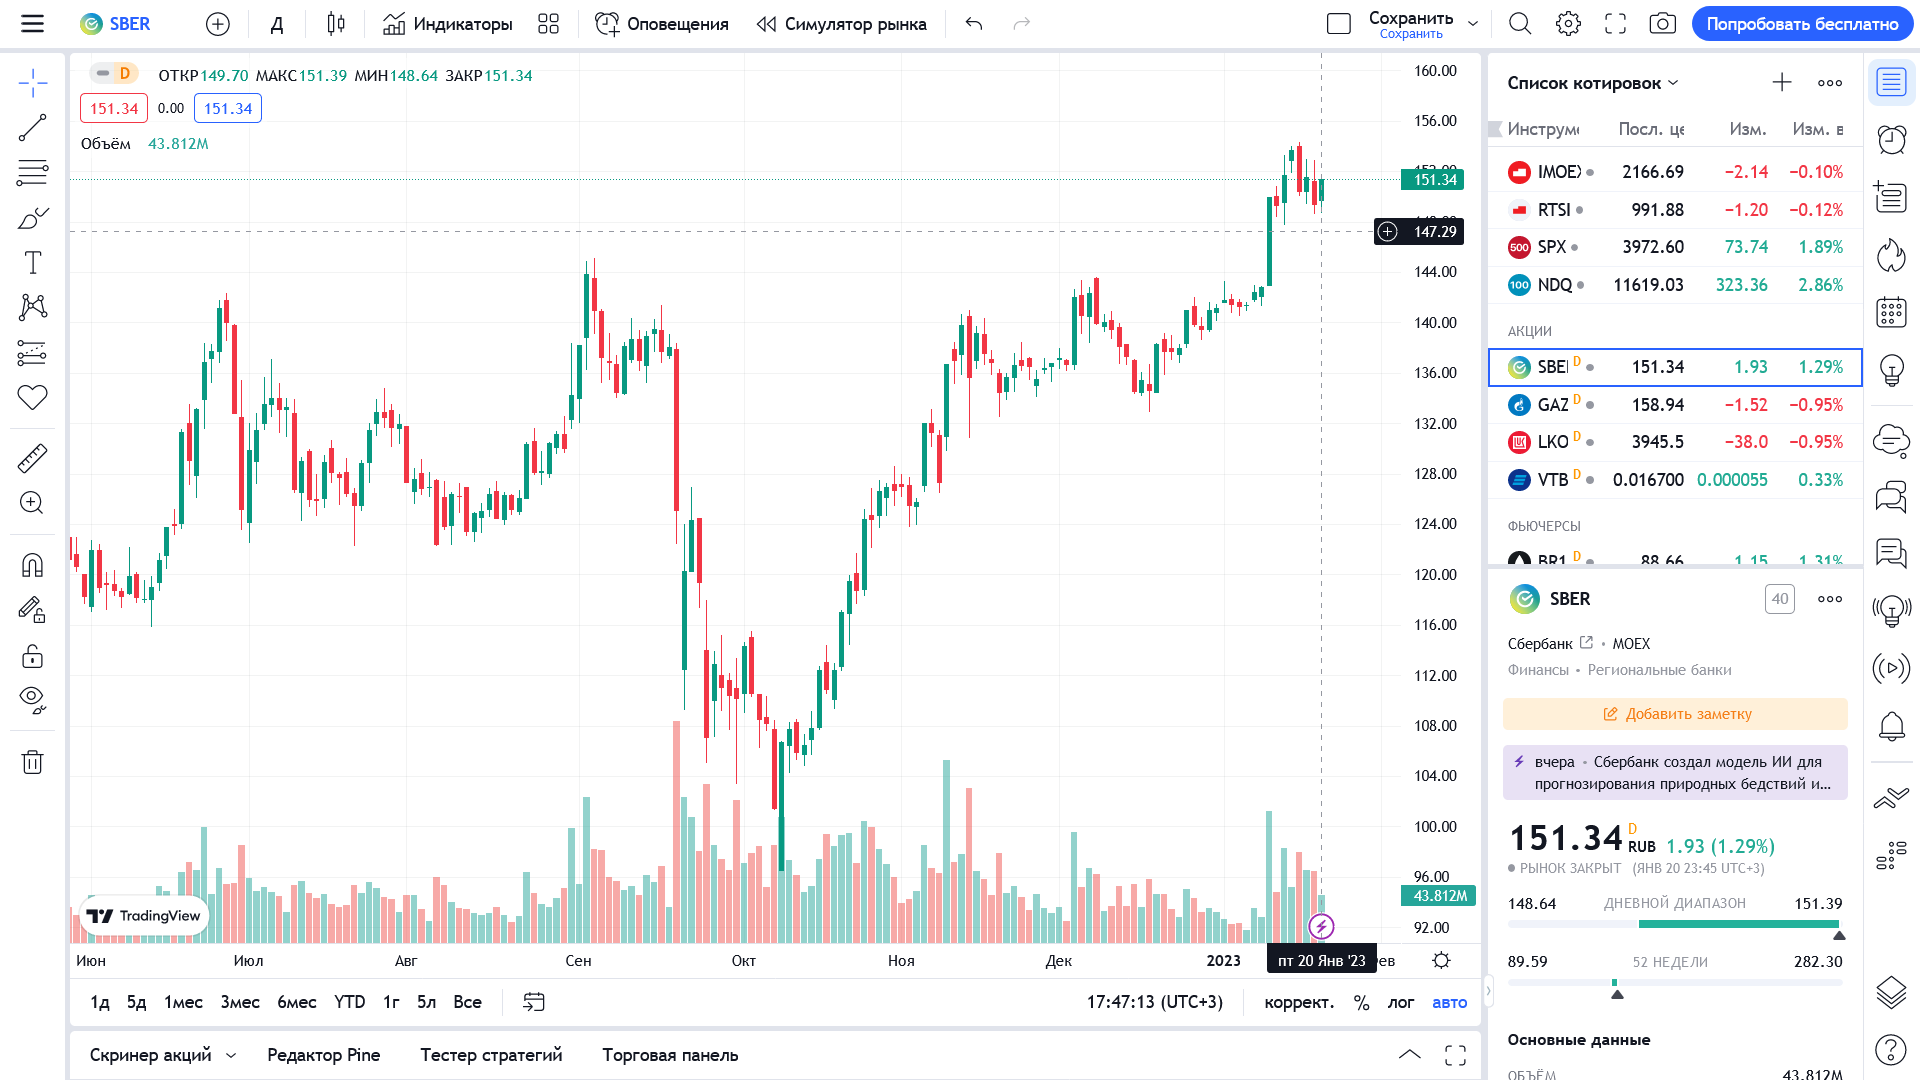 SBER
Д
Индикаторы
Оповещения
Симулятор рынка
Сохранить
Сохранить
Попробовать бесплатно
D
ОТКР149.70 МАКС151.39 МИН148.64 ЗАКР151.34
151.34 0.00 151.34
Объём 43.812M
160.00
156.00
151.34
147.29
144.00
140.00
136.00
132.00
128.00
124.00
120.00
116.00
112.00
108.00
104.00
100.00
96.00
43.812M
92.00
TradingView
Июн Июл Авг Сен Окт Ноя Дек 2023 пт 20 Янв '23
1д 5д 1мес 3мес 6мес YTD 1г 5л Все
17:47:13 (UTC+3) коррект. % лог авто
Скринер акций Редактор Pine Тестер стратегий Торговая панель
Список котировок
Инструм Посл. це Изм. Изм. в
IMOEX 2166.69 −2.14 −0.10%
RTSI 991.88 −1.20 −0.12%
500 SPX 3972.60 73.74 1.89%
100 NDQ 11619.03 323.36 2.86%
АКЦИИ
SBER D 151.34 1.93 1.29%
GAZ D 158.94 −1.52 −0.95%
LKO D 3945.5 −38.0 −0.95%
VTB D 0.016700 0.000055 0.33%
ФЬЮЧЕРСЫ
BR1 D 88.66 1.15 1.31%
SBER
40
Сбербанк • MOEX
Финансы • Региональные банки
Добавить заметку
вчера • Сбербанк создал модель ИИ для
прогнозирования природных бедствий и...
151.34 D RUB 1.93 (1.29%)
РЫНОК ЗАКРЫТ (ЯНВ 20 23:45 UTC+3)
148.64 ДНЕВНОЙ ДИАПАЗОН 151.39
89.59 52 НЕДЕЛИ 282.30
Основные данные
ОБЪЁМ 43.812M